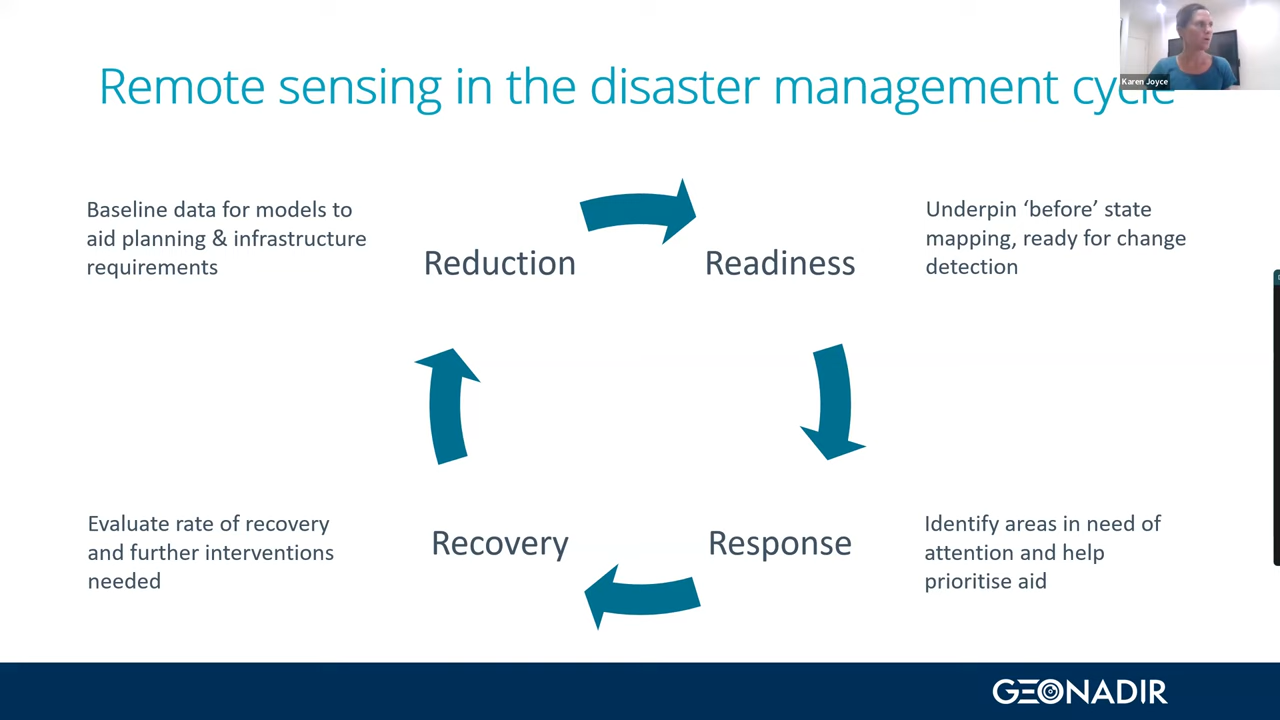 Remote sensing in the disaster management cycle
Karen Joyce
Baseline data for models to
aid planning & infrastructure
requirements
Reduction
Readiness
Underpin ‘before’ state
mapping, ready for change
detection
Evaluate rate of recovery
and further interventions
needed
Recovery
Response
Identify areas in need of
attention and help
prioritise aid
GEONADIR